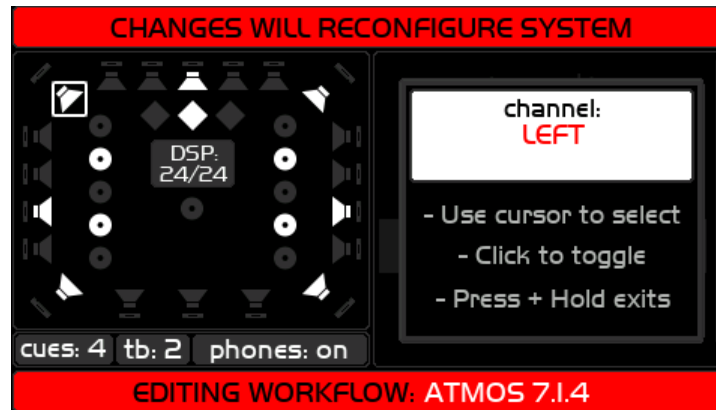 CHANGES WILL RECONFIGURE SYSTEM
DSP:
24/24
cues: 4 tb: 2 phones: on
channel:
LEFT
- Use cursor to select
- Click to toggle
- Press + Hold exits
EDITING WORKFLOW: ATMOS 7.1.4